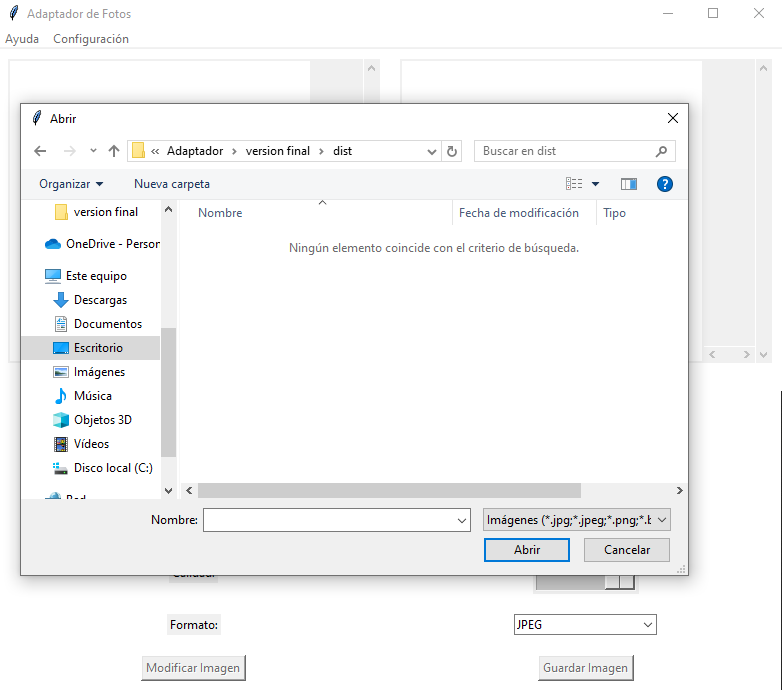 Adaptador de Fotos
Ayuda Configuración
Abrir
« Adaptador > version final > dist
Buscar en dist
Organizar Nueva carpeta
version final
OneDrive - Person
Este equipo
Descargas
Documentos
Escritorio
Imágenes
Música
Objetos 3D
Vídeos
Disco local (C:)
Red
Nombre Fecha de modificación Tipo
Ningún elemento coincide con el criterio de búsqueda.
Nombre:
Imágenes (*.jpg;*.jpeg;*.png;*.b
Abrir Cancelar
Formato: JPEG
Modificar Imagen Guardar Imagen